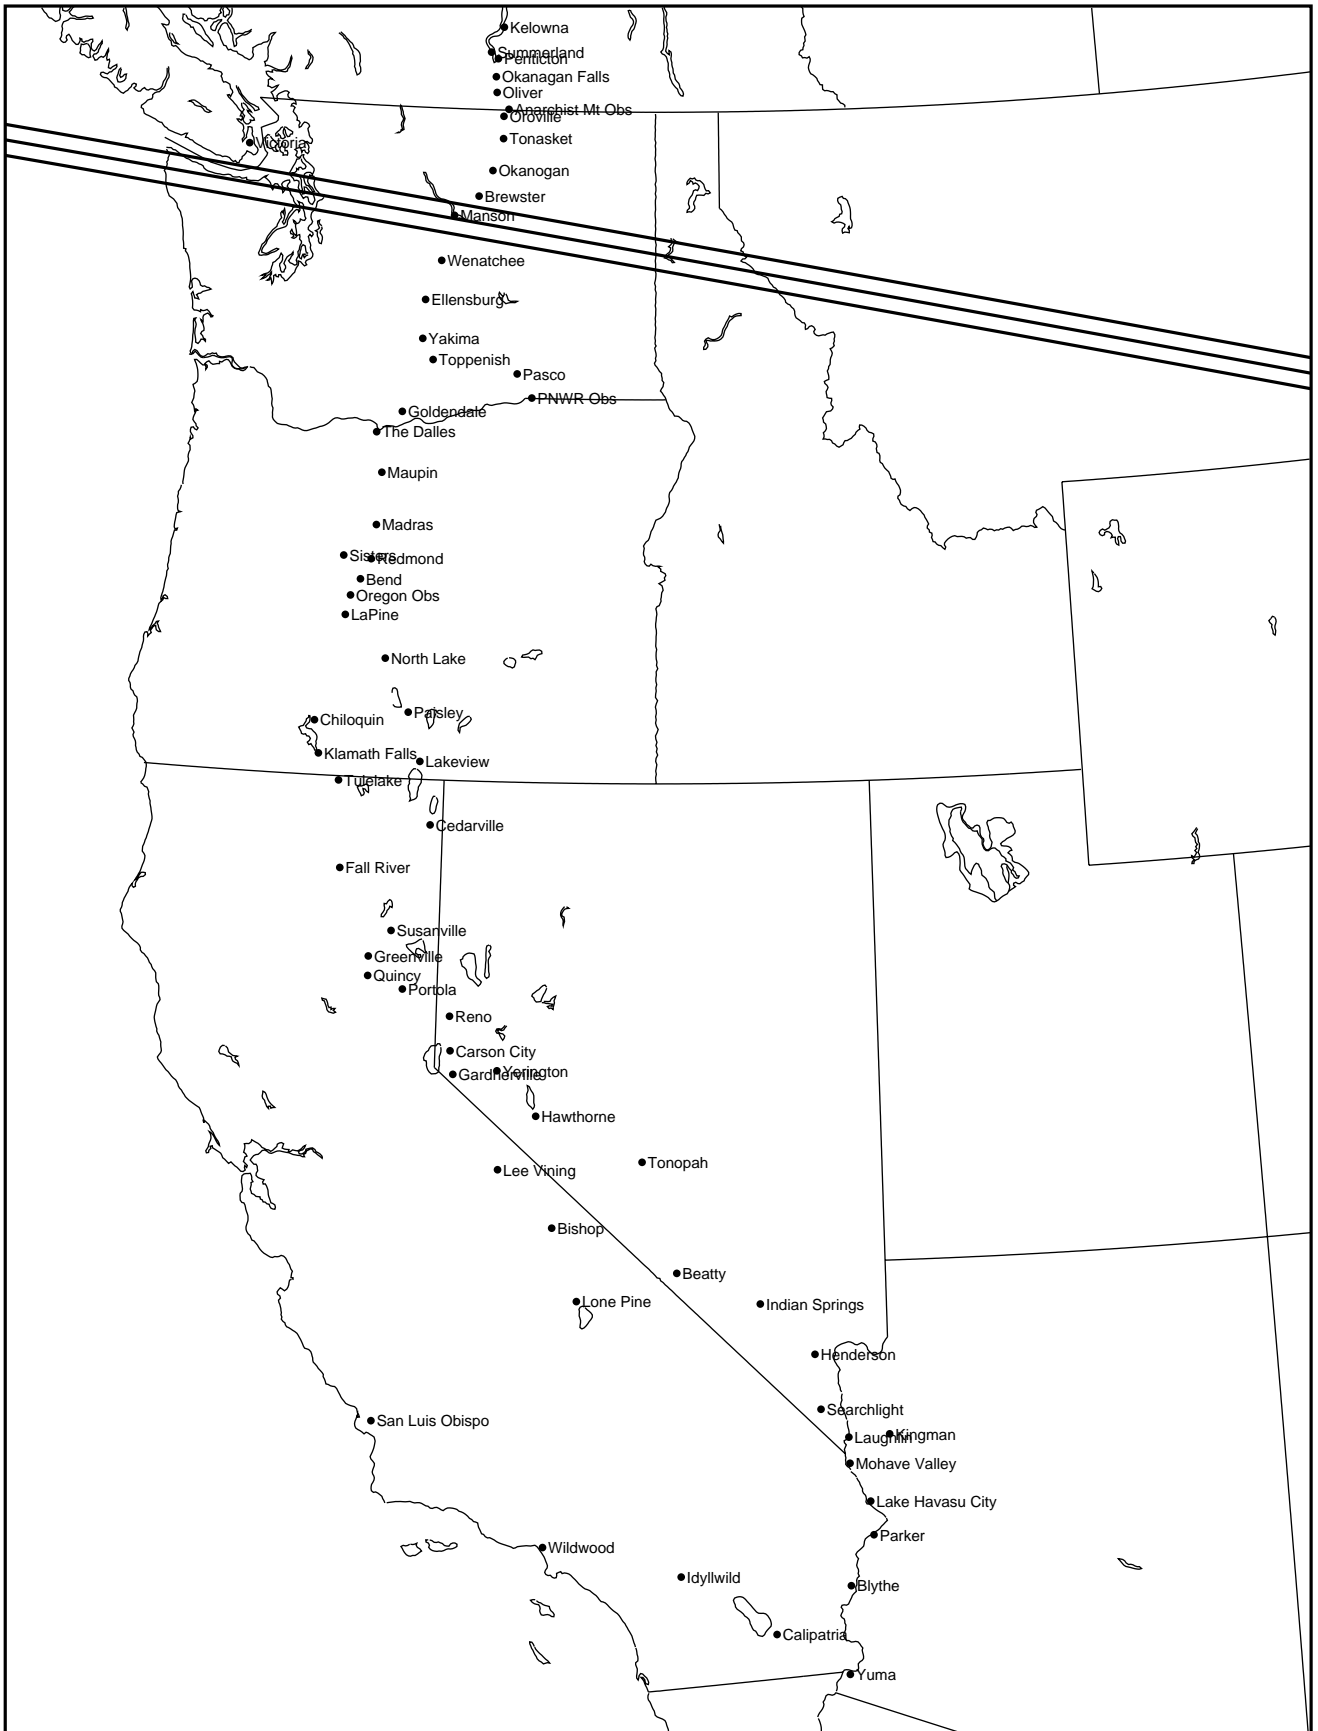 Kelowna
Summerland
Penticton
Okanagan Falls
Oliver
Anarchist Mt Obs
Oroville
Tonasket
Victoria
Okanogan
Brewster
Manson
Wenatchee
Ellensburg
Yakima
Toppenish
Pasco
PNWR Obs
Goldendale
The Dalles
Maupin
Madras
Sisters
Redmond
Bend
Oregon Obs
LaPine
North Lake
Paisley
Chiloquin
Klamath Falls
Lakeview
Tulelake
Cedarville
Fall River
Susanville
Greenville
Quincy
Portola
Reno
Carson City
Yerington
Gardnerville
Hawthorne
Tonopah
Lee Vining
Bishop
Beatty
Lone Pine
Indian Springs
Henderson
Searchlight
San Luis Obispo
Kingman
Laughlin
Mohave Valley
Lake Havasu City
Parker
Wildwood
Idyllwild
Blythe
Calipatria
Yuma